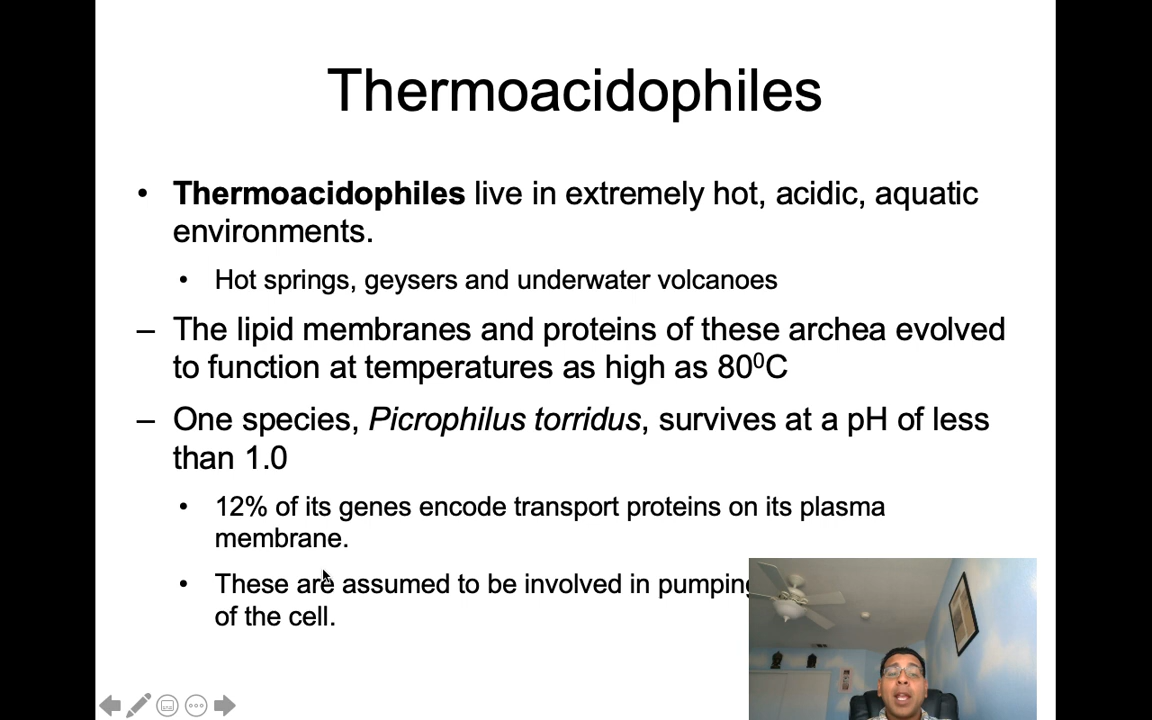 Thermoacidophiles
• Thermoacidophiles live in extremely hot, acidic, aquatic
environments.
• Hot springs, geysers and underwater volcanoes
– The lipid membranes and proteins of these archea evolved
to function at temperatures as high as 80⁰C
– One species, Picrophilus torridus, survives at a pH of less
than 1.0
• 12% of its genes encode transport proteins on its plasma
membrane.
• These are assumed to be involved in pumping
of the cell.